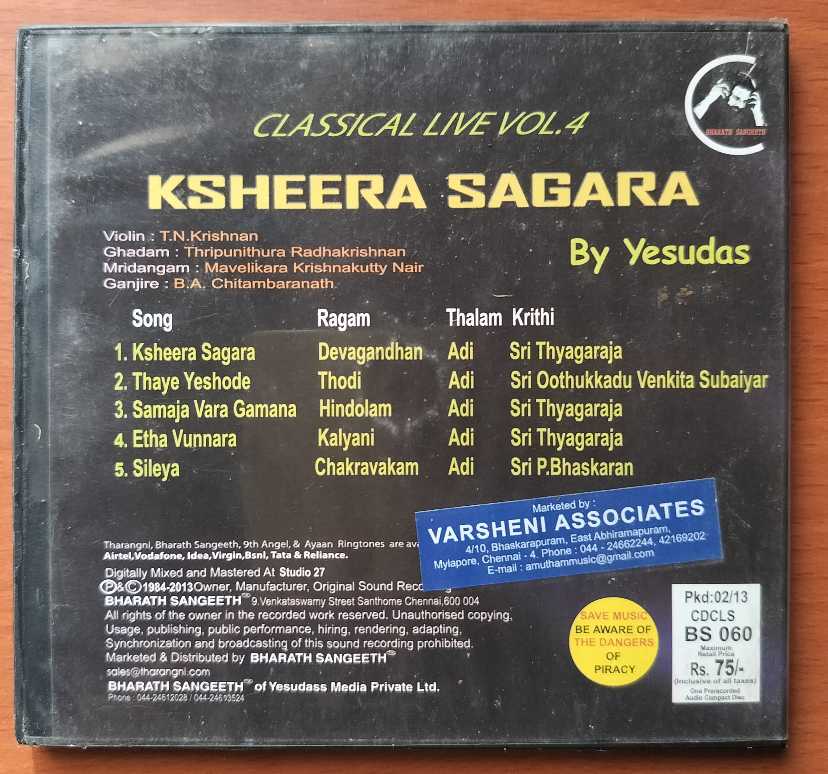 BHARATH SANGEETH
CLASSICAL LIVE VOL.4
KSHEERA SAGARA
By Yesudas
Violin : T.N.Krishnan
Ghadam : Thripunithura Radhakrishnan
Mridangam : Mavelikara Krishnakutty Nair
Ganjire : B.A. Chitambaranath
Song Ragam Thalam Krithi
1. Ksheera Sagara Devagandhan Adi Sri Thyagaraja
2. Thaye Yeshode Thodi Adi Sri Oothukkadu Venkita Subaiyar
3. Samaja Vara Gamana Hindolam Adi Sri Thyagaraja
4. Etha Vunnara Kalyani Adi Sri Thyagaraja
5. Sileya Chakravakam Adi Sri P.Bhaskaran
Marketed by :
VARSHENI ASSOCIATES
4/10, Bhaskarapuram, East Abhiramapuram,
Mylapore, Chennai - 4. Phone : 044 - 24662244, 42169202
E-mail : amuthammusic@gmail.com
Tharangni, Bharath Sangeeth, 9th Angel, & Ayaan Ringtones are ava
Airtel,Vodafone, Idea,Virgin,Bsnl, Tata & Reliance.
Digitally Mixed and Mastered At Studio 27
Ⓟ&© 1984-2013Owner, Manufacturer, Original Sound Recording
BHARATH SANGEETH 9.Venkataswamy Street Santhome Chennai,600 004
All rights of the owner in the recorded work reserved. Unauthorised copying,
Usage, publishing, public performance, hiring, rendering, adapting,
Synchronization and broadcasting of this sound recording prohibited.
Marketed & Distributed by BHARATH SANGEETH
sales@tharangni.com
BHARATH SANGEETH of Yesudass Media Private Ltd.
Phone : 044-24612028 / 044-24613524
SAVE MUSIC
BE AWARE OF
THE DANGERS
OF
PIRACY
Pkd:02/13
CDCLS
BS 060
Maximum
Retail Price
Rs. 75/-
(Inclusive of all taxes)
One Prerecorded
Audio Compact Disc